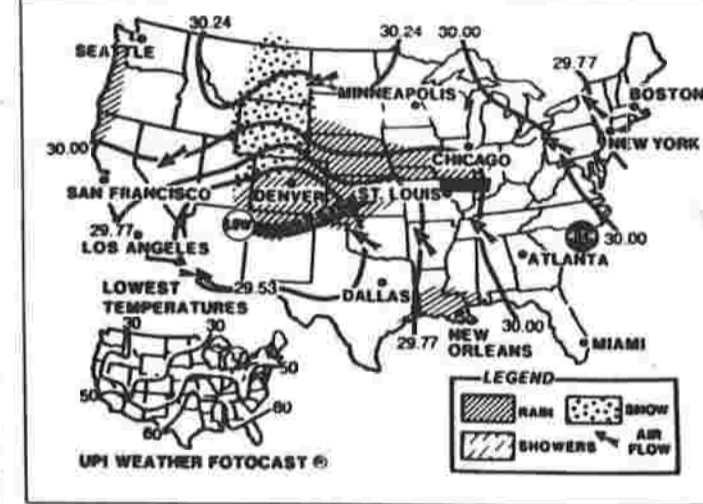 30.24
30.24
30.00
SEATTLE
29.77
MINNEAPOLIS
BOSTON
NEW YORK
30.00
CHICAGO
SAN FRANCISCO
DENVER
ST. LOUIS
LOW
29.77
LOS ANGELES
30.00
ATLANTA
LOWEST
TEMPERATURES
29.53
DALLAS
30
30
NEW
ORLEANS
29.77
30.00
MIAMI
50
50
60
60
LEGEND
RAIN
SNOW
SHOWERS
AIR
FLOW
UPI WEATHER FOTOCAST ®